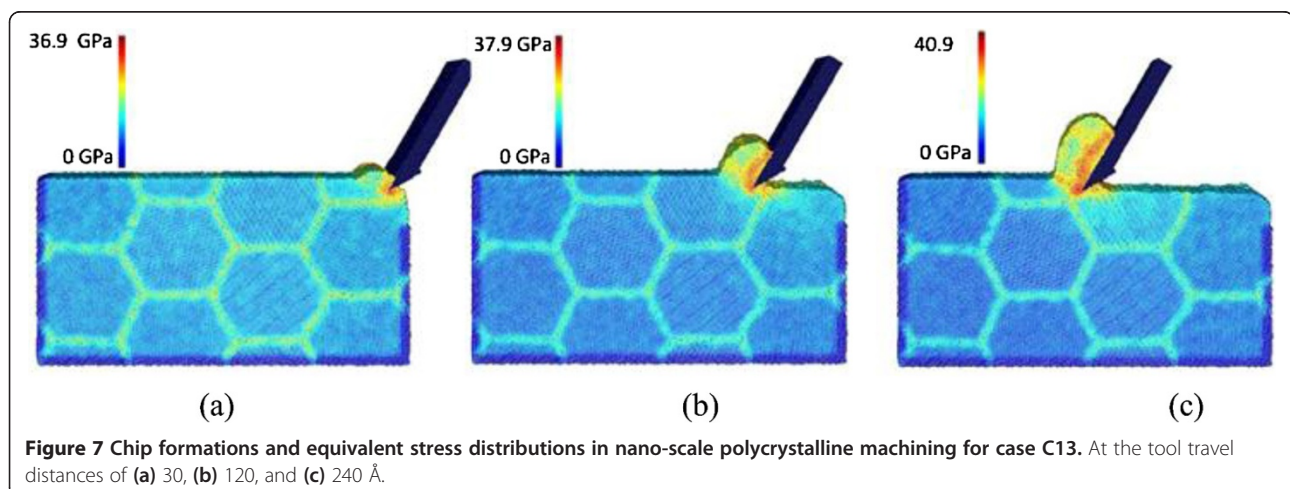 36.9 GPa
0 GPa
37.9 GPa
0 GPa
40.9
0 GPa
(a)
(b)
(c)
Figure 7 Chip formations and equivalent stress distributions in nano-scale polycrystalline machining for case C13. At the tool travel
distances of (a) 30, (b) 120, and (c) 240 Å.